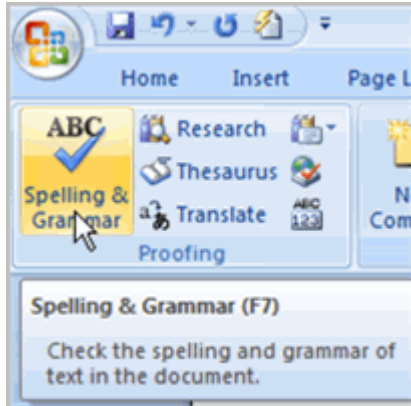 Home Insert Page L
ABC Research
Thesaurus
Spelling &
Grammar Translate ABC
123
N
Com
Proofing
Spelling & Grammar (F7)
Check the spelling and grammar of
text in the document.